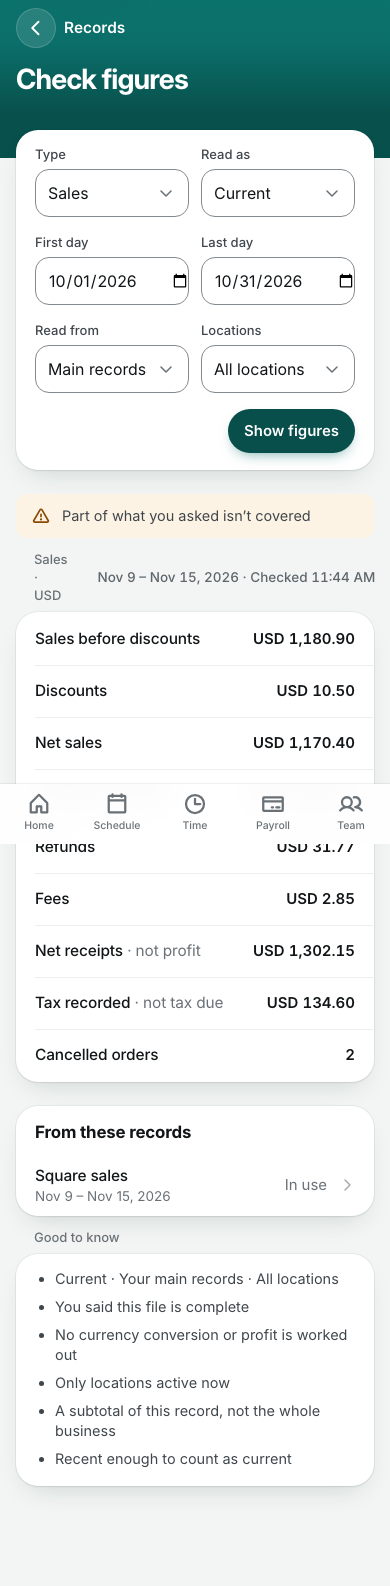 Records
Check figures
Type
Read as
Sales
Current
First day
Last day
10/01/2026
10/31/2026
Read from
Locations
Main records
All locations
Show figures
Part of what you asked isn’t covered
Sales
·
USD
Nov 9 – Nov 15, 2026 · Checked 11:44 AM
Sales before discounts USD 1,180.90
Discounts USD 10.50
Net sales USD 1,170.40
Home Schedule Time Payroll Team
Refunds USD 31.77
Fees USD 2.85
Net receipts · not profit USD 1,302.15
Tax recorded · not tax due USD 134.60
Cancelled orders 2
From these records
Square sales
Nov 9 – Nov 15, 2026
In use
Good to know
• Current · Your main records · All locations
• You said this file is complete
• No currency conversion or profit is worked
out
• Only locations active now
• A subtotal of this record, not the whole
business
• Recent enough to count as current